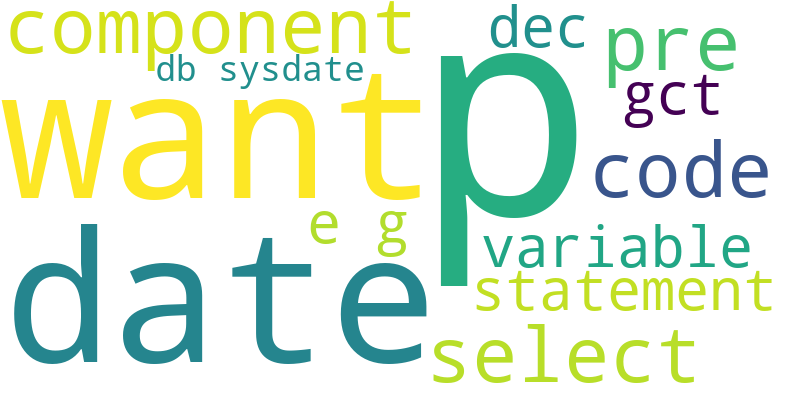 component
dec
pre
db sysdate
gct
want
p
code
e g
variable
date
statement
select